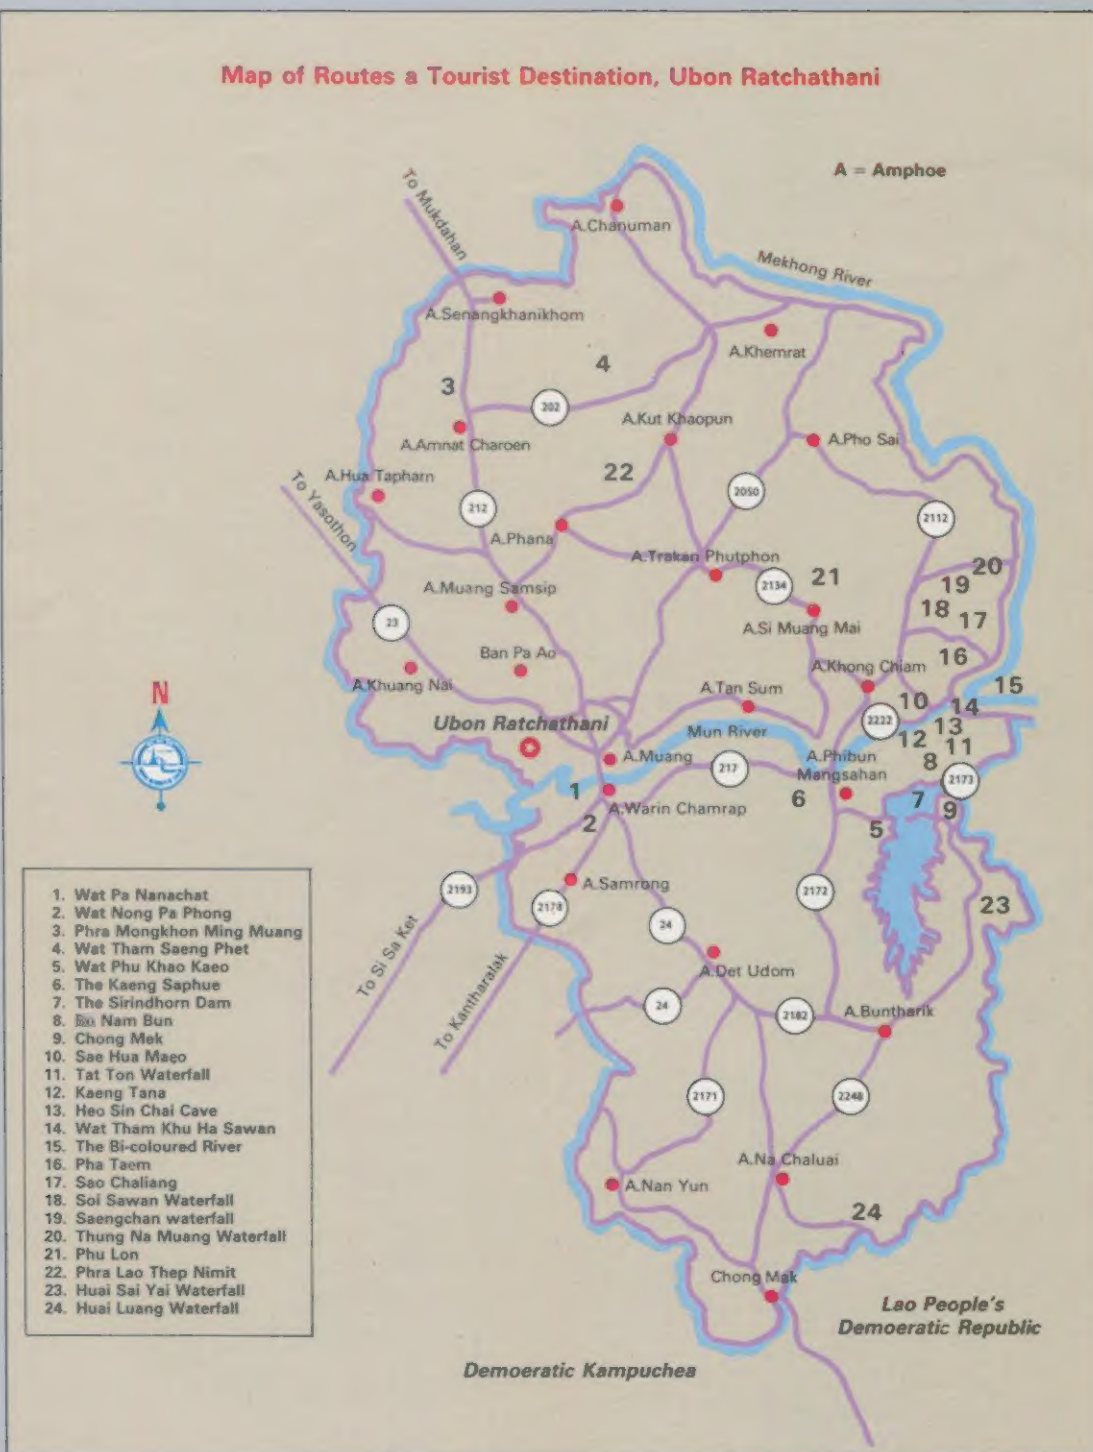 Map of Routes a Tourist Destination, Ubon Ratchathani
A = Amphoe
To Mukdahan
A.Chanuman
Mekhong River
A.Senangkhanikhom
A.Khemrat
4
3
202
A.Kut Khaopun
A.Amnat Charoen
A.Pho Sai
A.Hua Tapharn
22
To Yasothon
2050
212
2112
A.Phana
A.Trakan Phutphon
20
19
21
2134
A.Muang Samsip
18
17
23
A.Si Muang Mai
Ban Pa Ao
16
A.Khong Chiam
A.Khuang Nai
15
N
A.Tan Sum
10
14
Ubon Ratchathani
2222
13
Mun River
12
11
A.Muang
A.Phibun
Mangsahan
8
217
2173
1
6
7
A.Warin Chamrap
9
2
5
A.Samrong
2193
2178
2172
23
24
To Si Sa Ket
A.Det Udom
To Kantharalak
24
2182
A.Buntharik
2171
2248
A.Na Chaluai
A.Nan Yun
24
Chong Mak
Lao People's
Demoeratic Republic
Demoeratic Kampuchea
1. Wat Pa Nanachat
2. Wat Nong Pa Phong
3. Phra Mongkhon Ming Muang
4. Wat Tham Saeng Phet
5. Wat Phu Khao Kaeo
6. The Kaeng Saphue
7. The Sirindhorn Dam
8. Nam Bun
9. Chong Mek
10. Sae Hua Maeo
11. Tat Ton Waterfall
12. Kaeng Tana
13. Heo Sin Chai Cave
14. Wat Tham Khu Ha Sawan
15. The Bi-coloured River
16. Pha Taem
17. Sao Chaliang
18. Soi Sawan Waterfall
19. Saengchan waterfall
20. Thung Na Muang Waterfall
21. Phu Lon
22. Phra Lao Thep Nimit
23. Huai Sai Yai Waterfall
24. Huai Luang Waterfall